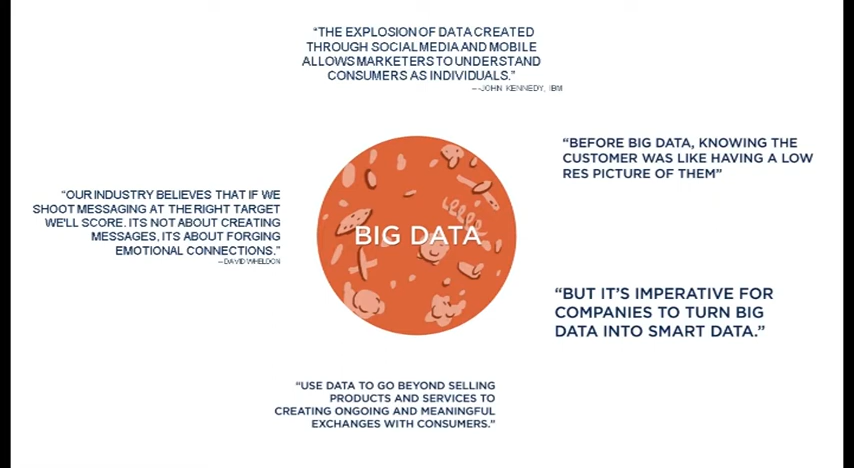 “THE EXPLOSION OF DATA CREATED
THROUGH SOCIAL MEDIA AND MOBILE
ALLOWS MARKETERS TO UNDERSTAND
CONSUMERS AS INDIVIDUALS.”
---JOHN KENNEDY, IBM
“BEFORE BIG DATA, KNOWING THE
CUSTOMER WAS LIKE HAVING A LOW
RES PICTURE OF THEM”
“OUR INDUSTRY BELIEVES THAT IF WE
SHOOT MESSAGING AT THE RIGHT TARGET
WE'LL SCORE. ITS NOT ABOUT CREATING
MESSAGES, ITS ABOUT FORGING
EMOTIONAL CONNECTIONS.”
--DAVID WHELDON
BIG DATA
“BUT IT’S IMPERATIVE FOR
COMPANIES TO TURN BIG
DATA INTO SMART DATA.”
“USE DATA TO GO BEYOND SELLING
PRODUCTS AND SERVICES TO
CREATING ONGOING AND MEANINGFUL
EXCHANGES WITH CONSUMERS.”